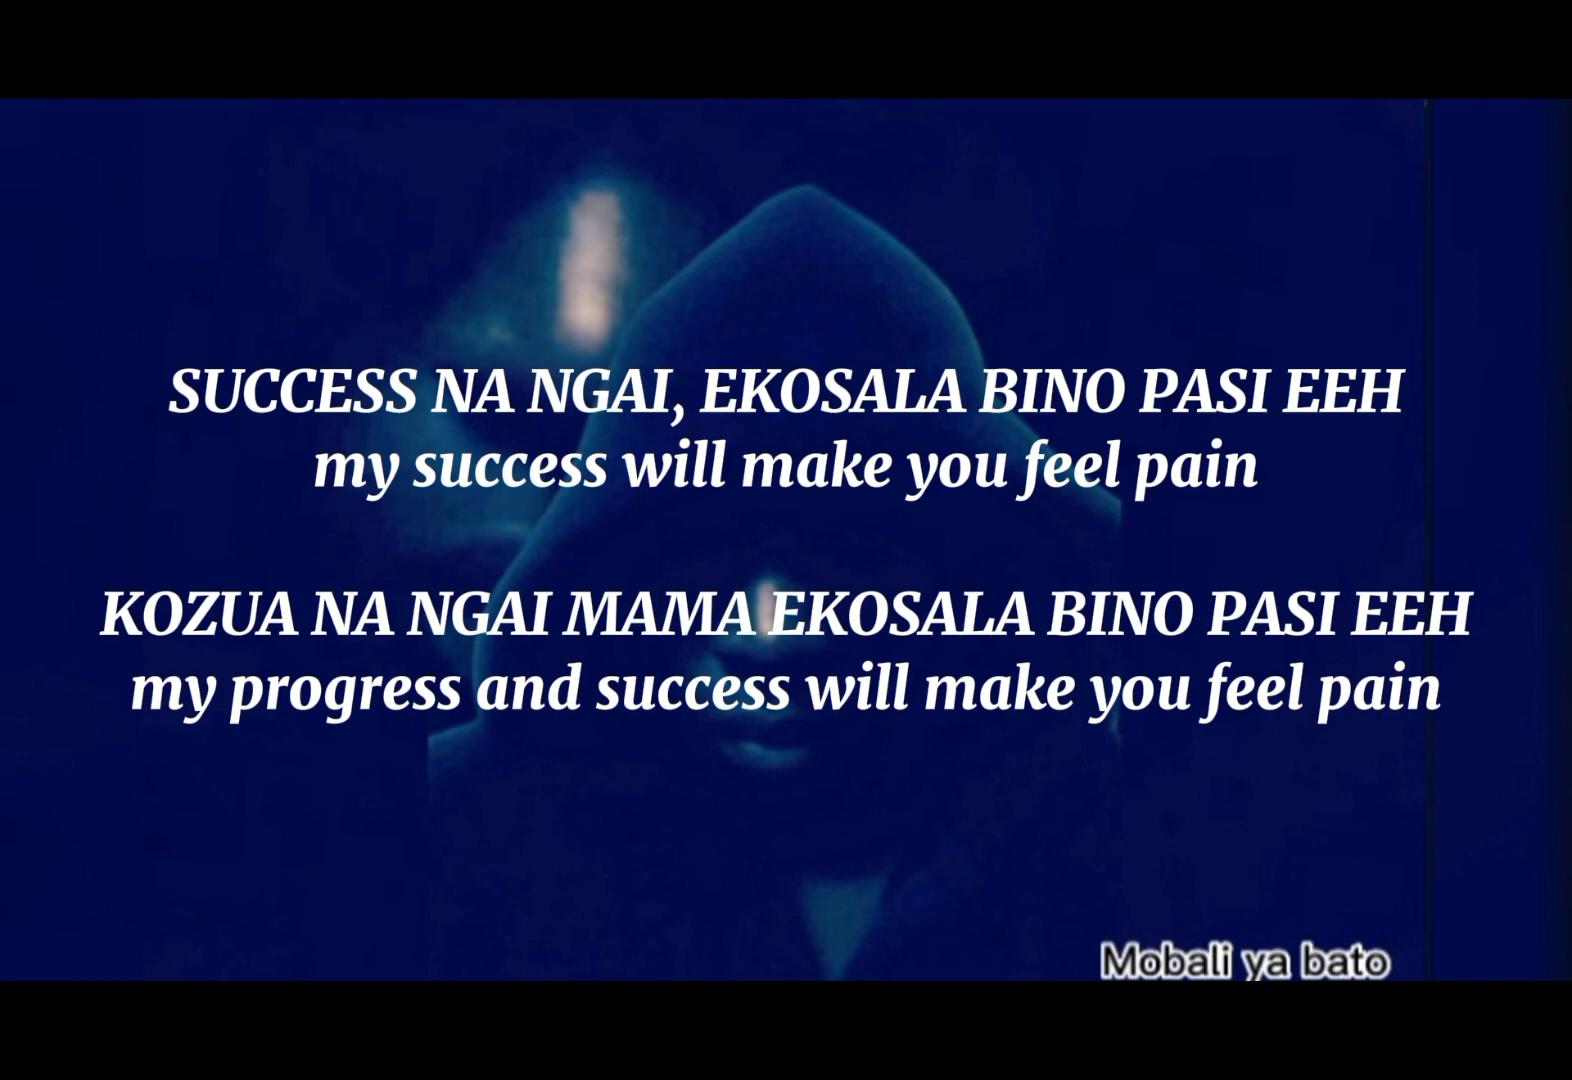 SUCCESS NA NGAI, EKOSALA BINO PASI EEH
my success will make you feel pain
KOZUA NA NGAI MAMA EKOSALA BINO PASI EEH
my progress and success will make you feel pain
Mobali ya bato